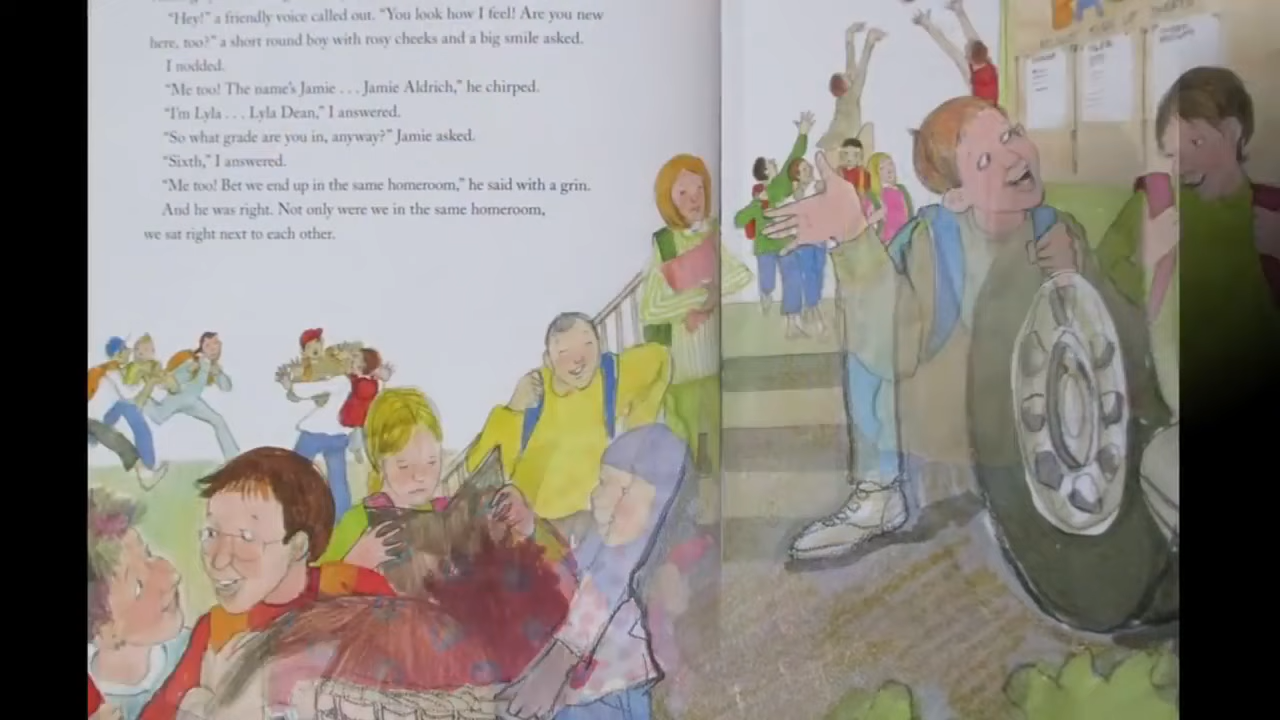 "Hey!" a friendly voice called out. "You look how I feel! Are you new
here, too?" a short round boy with rosy cheeks and a big smile asked.
I nodded.
"Me too! The name's Jamie . . . Jamie Aldrich," he chirped.
"I'm Lyla . . . Lyla Dean," I answered.
"So what grade are you in, anyway?" Jamie asked.
"Sixth," I answered.
"Me too! Bet we end up in the same homeroom," he said with a grin.
And he was right. Not only were we in the same homeroom,
we sat right next to each other.